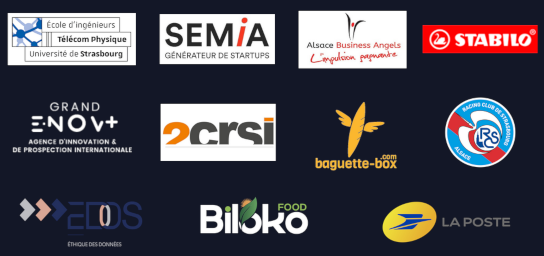 École d'ingénieurs
Télécom Physique
Université de Strasbourg
SEMiA
GÉNÉRATEUR DE STARTUPS
Alsace Business Angels
L'impulsion gagnante
STABILO
GRAND
E-NOV+
AGENCE D'INNOVATION &
DE PROSPECTION INTERNATIONALE
2crsi
baguette-box.com
RACING CLUB DE STRASBOURG
RCS
ALSACE
EDOS
ÉTHIQUE DES DONNÉES
Biloko
FOOD
LA POSTE